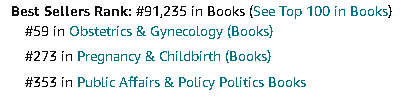 Best Sellers Rank: #91,235 in Books (See Top 100 in Books)
#59 in Obstetrics & Gynecology (Books)
#273 in Pregnancy & Childbirth (Books)
#353 in Public Affairs & Policy Politics Books